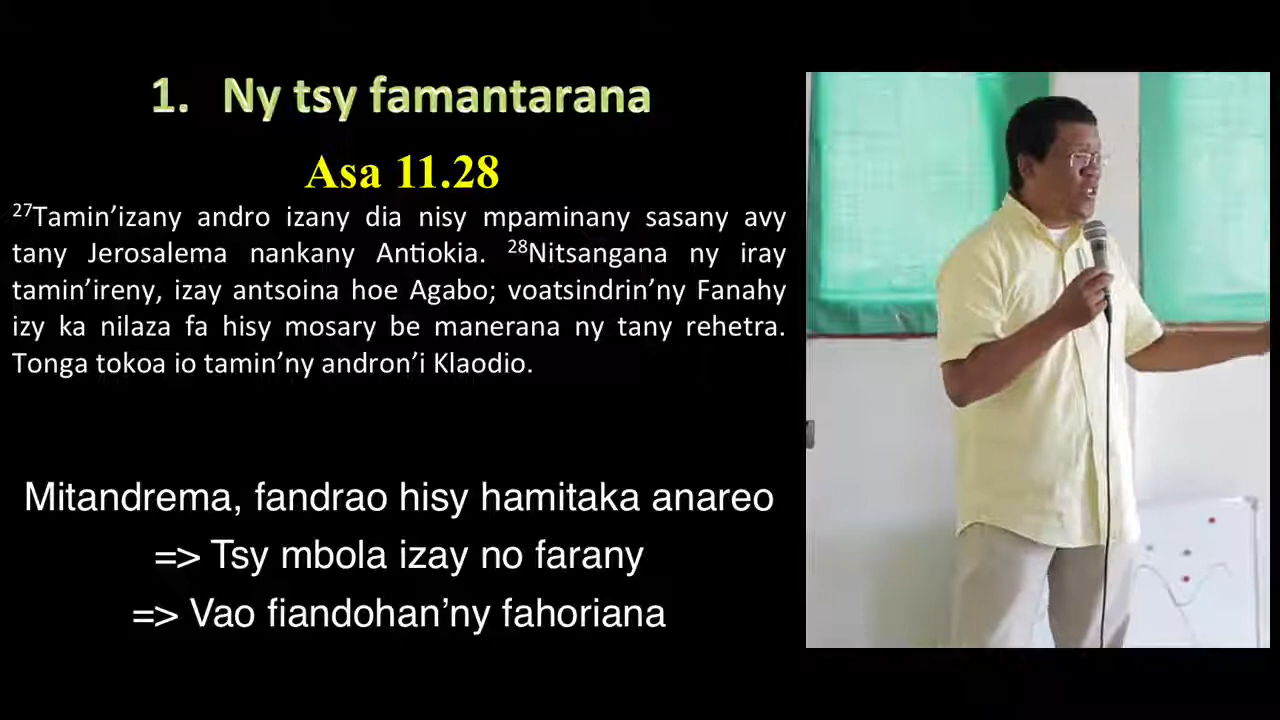 1. Ny tsy famantarana
Asa 11.28
²⁷Tamin’izany andro izany dia nisy mpaminany sasany avy
tany Jerosalema nankany Antiokia. ²⁸Nitsangana ny iray
tamin’ireny, izay antsoina hoe Agabo; voatsindrin’ny Fanahy
izy ka nilaza fa hisy mosary be manerana ny tany rehetra.
Tonga tokoa io tamin’ny andron’i Klaodio.
Mitandrema, fandrao hisy hamitaka anareo
=> Tsy mbola izay no farany
=> Vao fiandohan’ny fahoriana